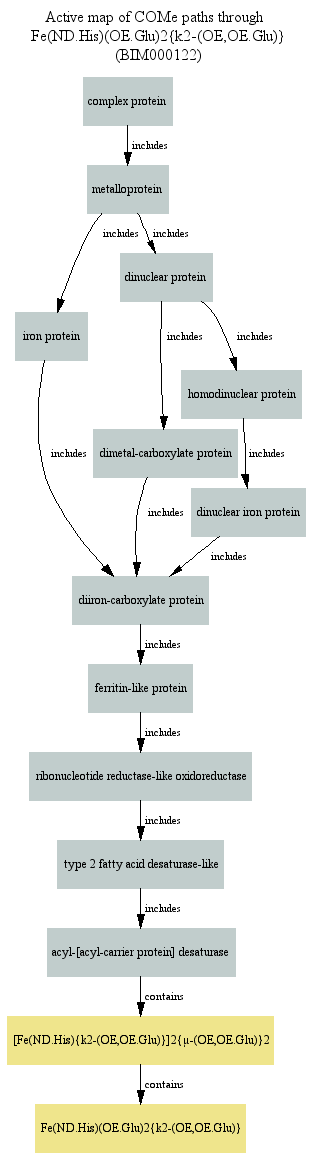 Active map of COMe paths through
Fe(ND.His)(OE.Glu)2{k2-(OE,OE.Glu)}
(BIM000122)
complex protein
includes
metalloprotein
includes
includes
dinuclear protein
iron protein
includes
includes
homodinuclear protein
includes
dimetal-carboxylate protein
includes
dinuclear iron protein
includes
includes
diiron-carboxylate protein
includes
ferritin-like protein
includes
ribonucleotide reductase-like oxidoreductase
includes
type 2 fatty acid desaturase-like
includes
acyl-[acyl-carrier protein] desaturase
contains
[Fe(ND.His){k2-(OE,OE.Glu)}]2{μ-(OE,OE.Glu)}2
contains
Fe(ND.His)(OE.Glu)2{k2-(OE,OE.Glu)}